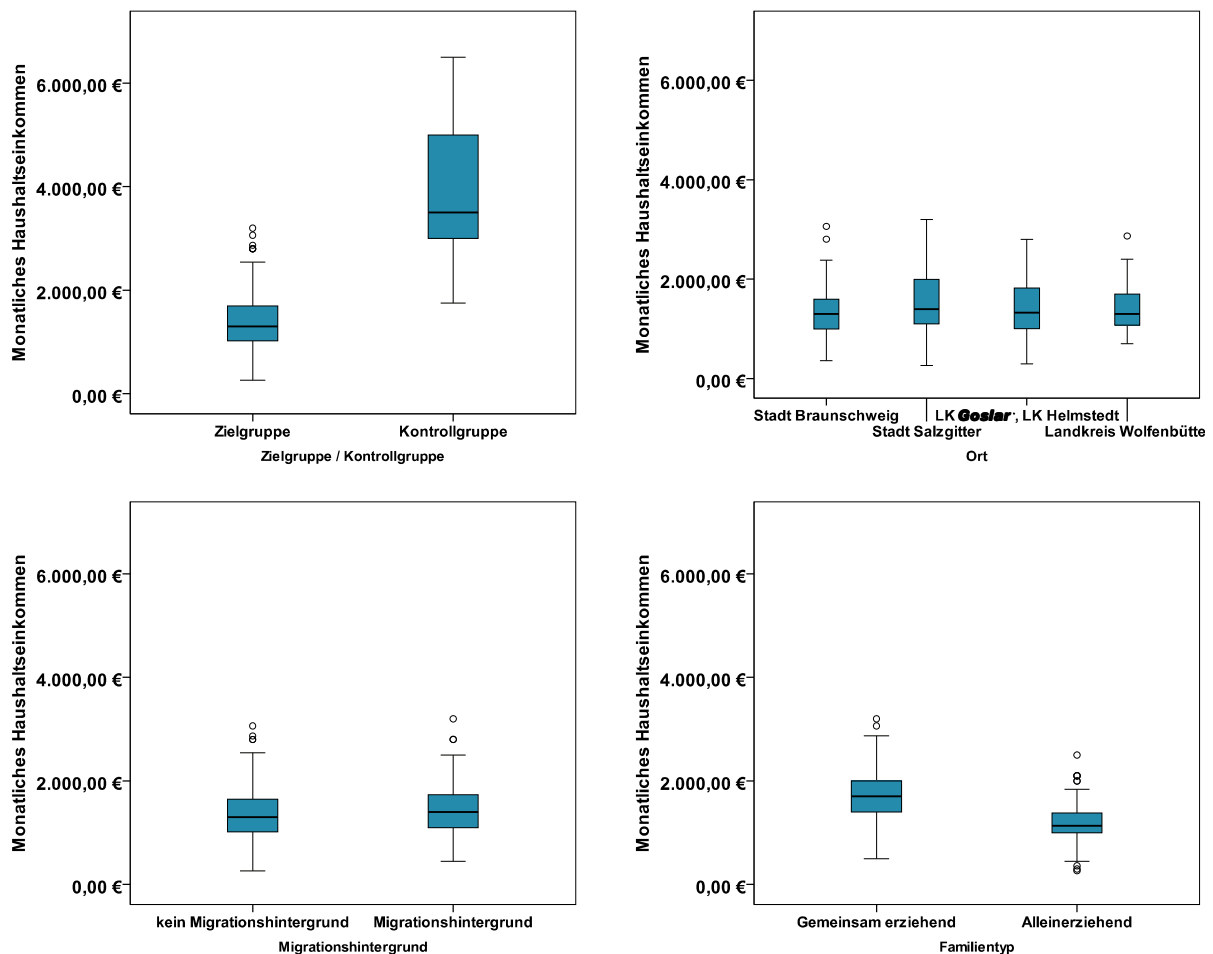 Monatliches Haushaltseinkommen
6.000,00 €
4.000,00 €
2.000,00 €
0,00 €
Zielgruppe
Kontrollgruppe
Zielgruppe / Kontrollgruppe
Monatliches Haushaltseinkommen
6.000,00 €
4.000,00 €
2.000,00 €
0,00 €
Stadt Braunschweig
LK Goslar, LK Helmstedt
Stadt Salzgitter
Landkreis Wolfenbütte
Ort
Monatliches Haushaltseinkommen
6.000,00 €
4.000,00 €
2.000,00 €
0,00 €
kein Migrationshintergrund
Migrationshintergrund
Migrationshintergrund
Monatliches Haushaltseinkommen
6.000,00 €
4.000,00 €
2.000,00 €
0,00 €
Gemeinsam erziehend
Alleinerziehend
Familientyp